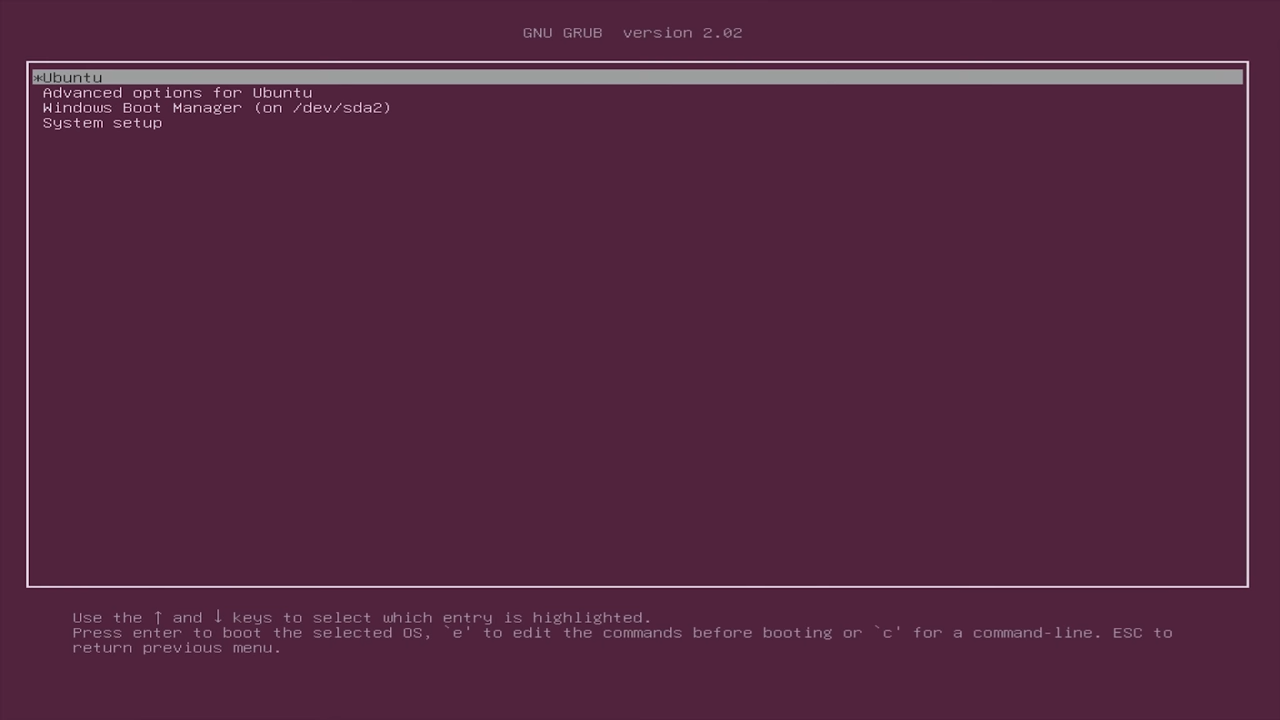 GNU GRUB  version 2.02
*Ubuntu
Advanced options for Ubuntu
Windows Boot Manager (on /dev/sda2)
System setup
Use the ↑ and ↓ keys to select which entry is highlighted.
Press enter to boot the selected OS, `e' to edit the commands before booting or `c' for a command-line. ESC to
return previous menu.